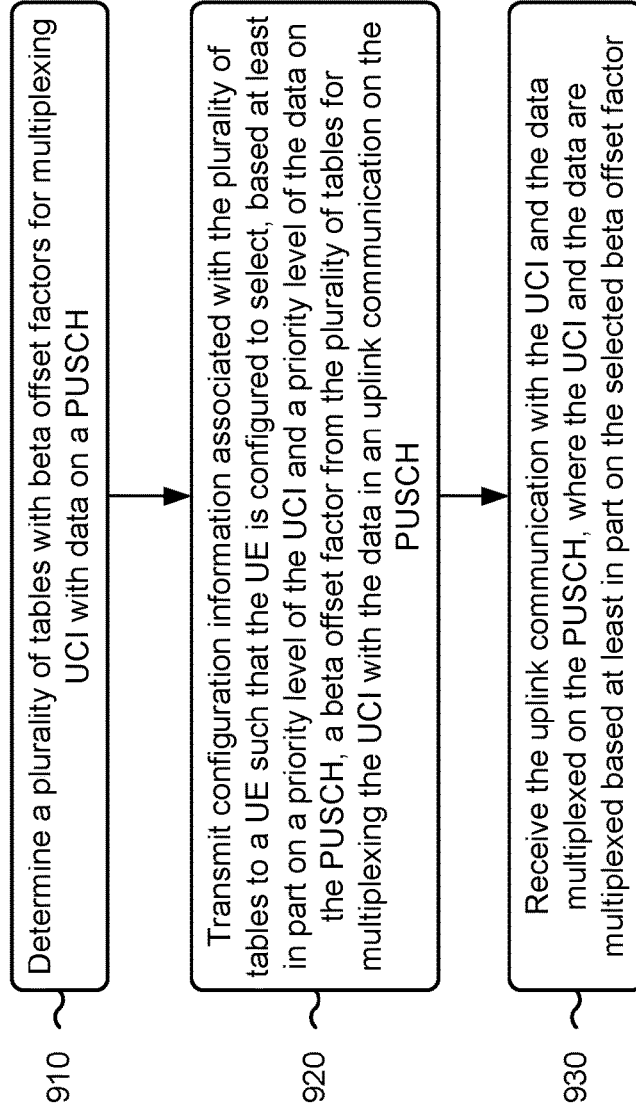 910
Determine a plurality of tables with beta offset factors for multiplexing
UCI with data on a PUSCH
920
Transmit configuration information associated with the plurality of
tables to a UE such that the UE is configured to select, based at least
in part on a priority level of the UCI and a priority level of the data on
the PUSCH, a beta offset factor from the plurality of tables for
multiplexing the UCI with the data in an uplink communication on the
PUSCH
930
Receive the uplink communication with the UCI and the data
multiplexed on the PUSCH, where the UCI and the data are
multiplexed based at least in part on the selected beta offset factor